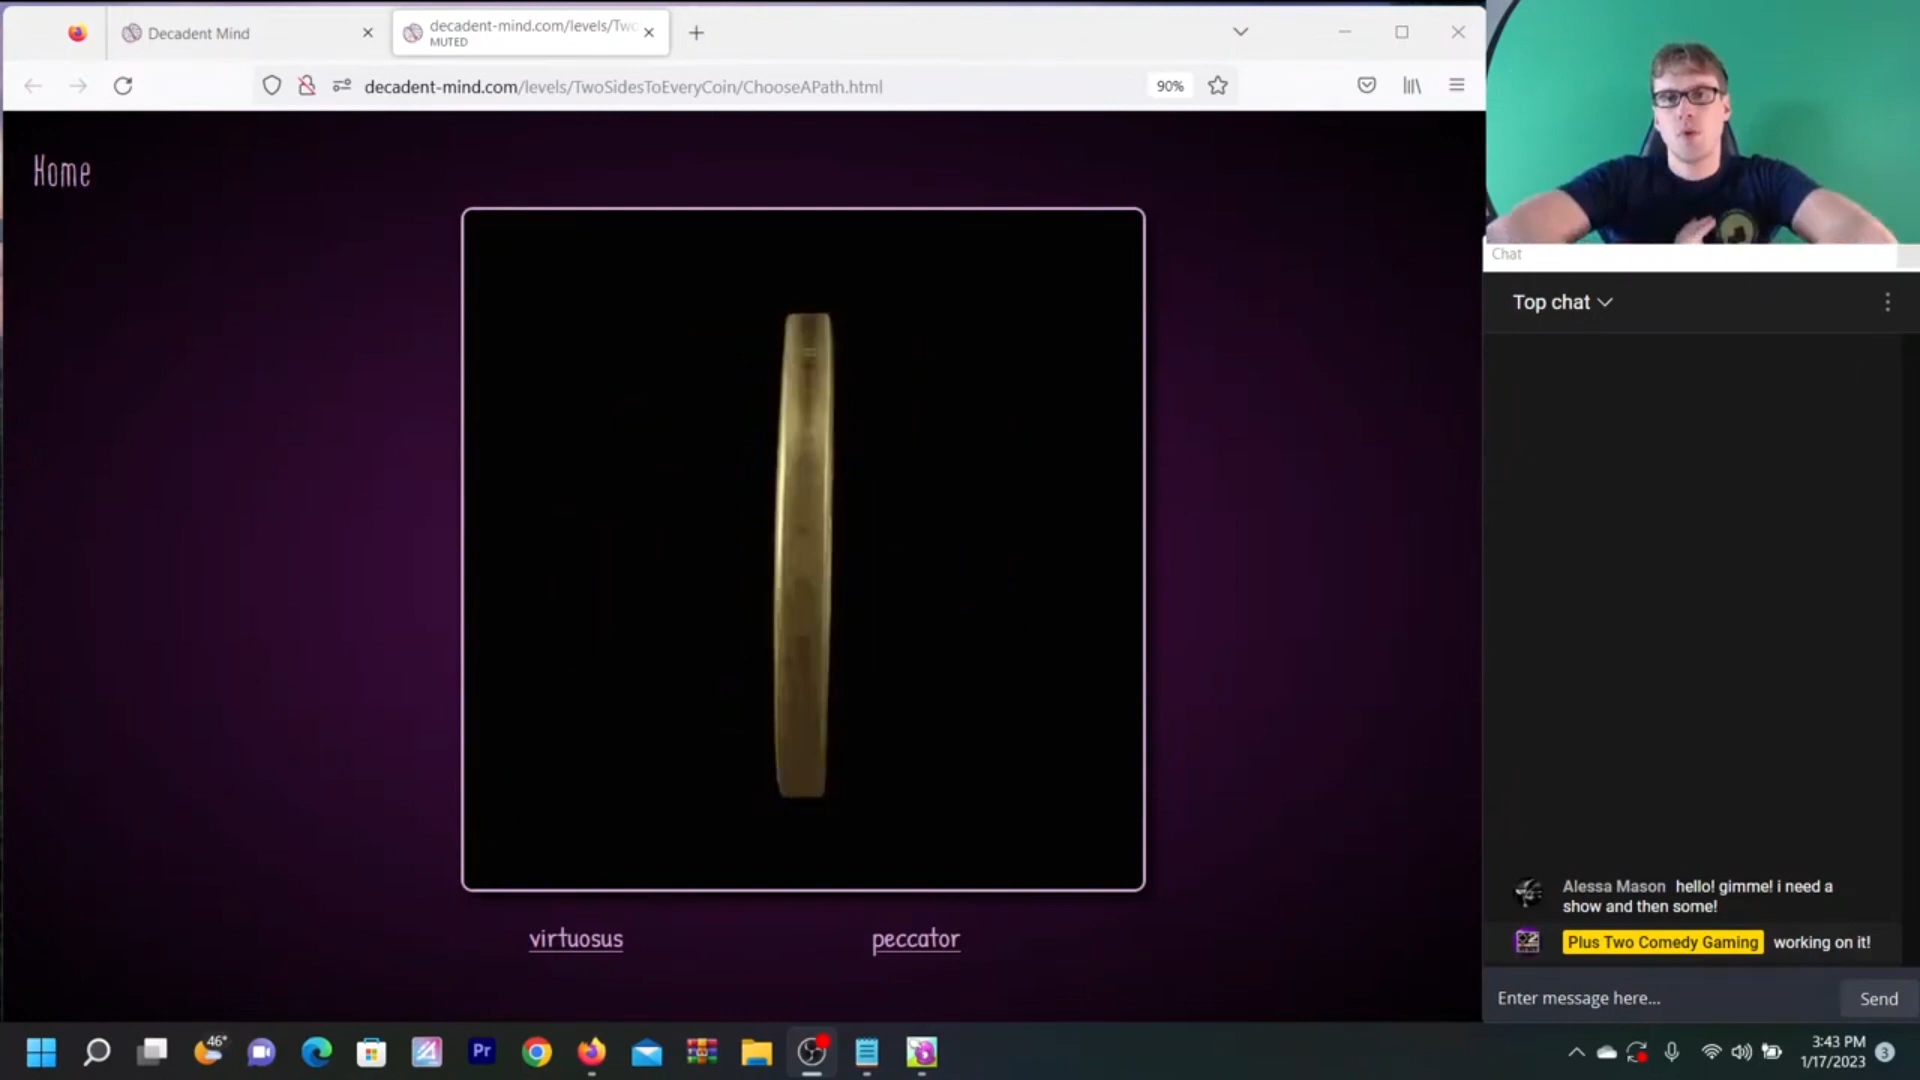 Decadent Mind
decadent-mind.com/levels/Two
MUTED
decadent-mind.com/levels/TwoSidesToEveryCoin/ChooseAPath.html
90%
Home
virtuosus
peccator
Chat
Top chat
Alessa Mason hello! gimme! i need a
show and then some!
Plus Two Comedy Gaming working on it!
Enter message here...
Send
46°
Pr
3:43 PM
1/17/2023
3